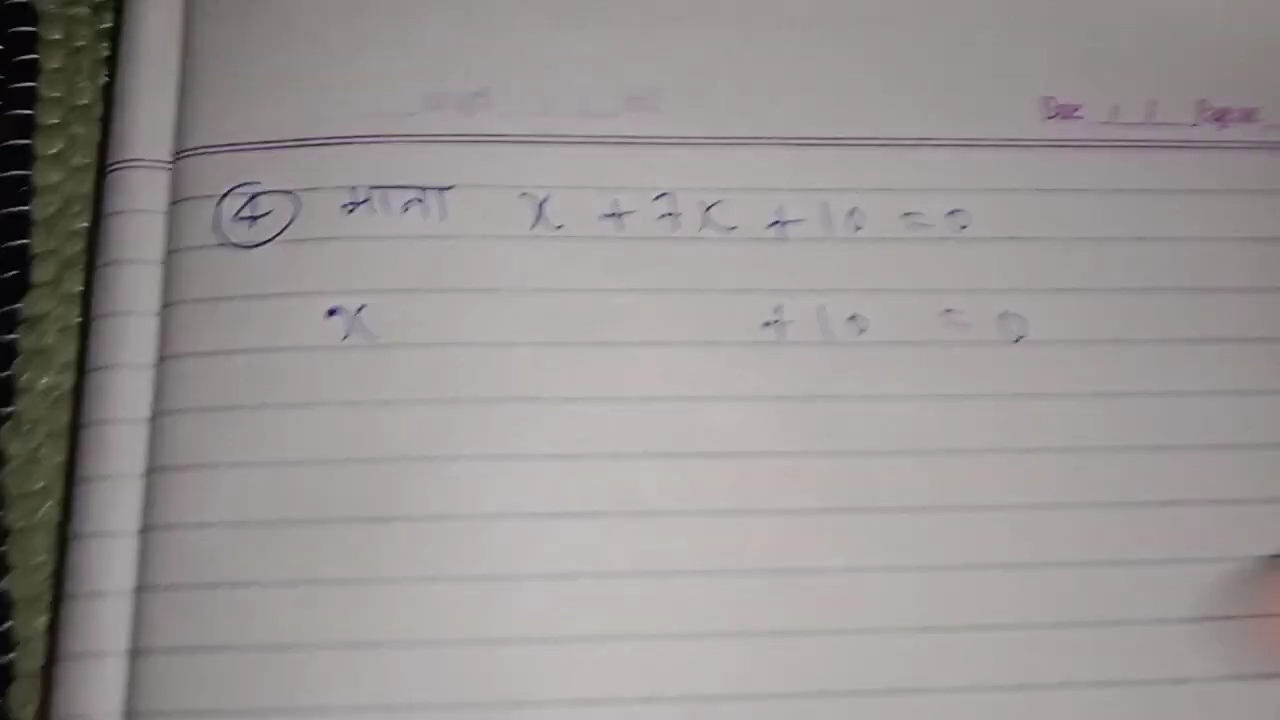 ④ माना x + 7x + 10 = 0
x + 10 = 0